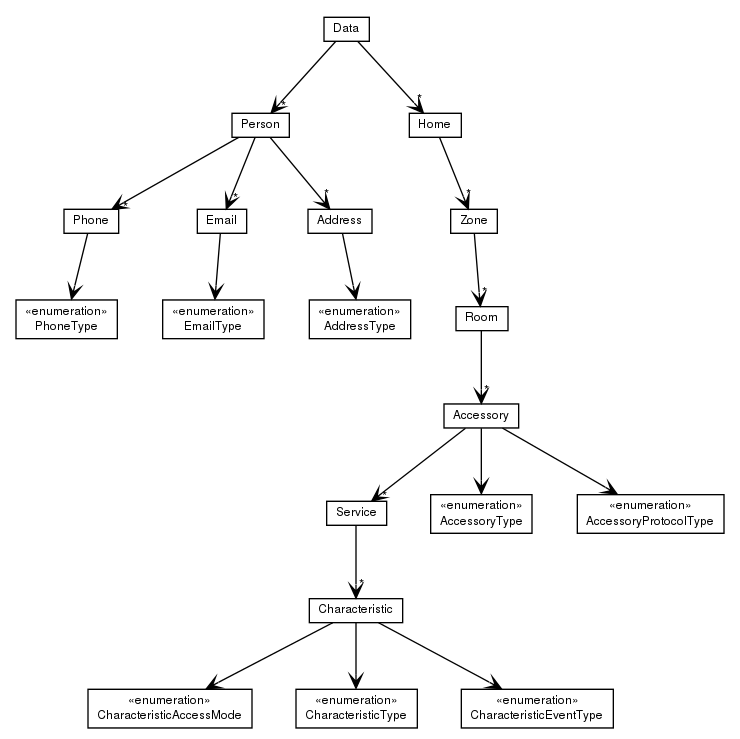 Data
*
*
Person
Home
*
*
*
*
Phone
Email
Address
Zone
*
«enumeration»
PhoneType
«enumeration»
EmailType
«enumeration»
AddressType
Room
*
Accessory
*
Service
«enumeration»
AccessoryType
«enumeration»
AccessoryProtocolType
*
Characteristic
«enumeration»
CharacteristicAccessMode
«enumeration»
CharacteristicType
«enumeration»
CharacteristicEventType